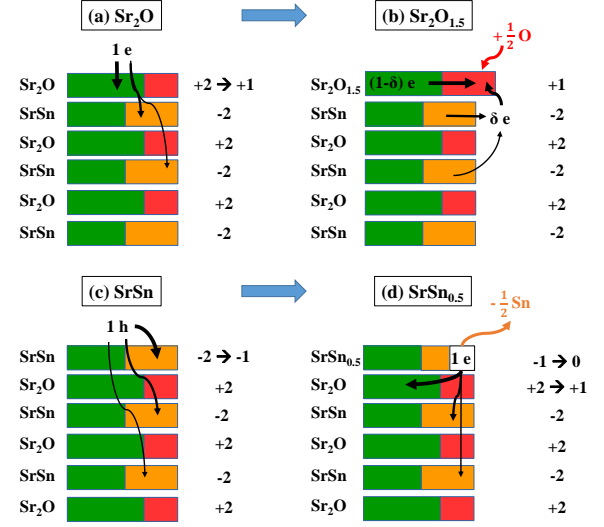 (a) Sr₂O
(b) Sr₂O₁.₅
1 e
+ 1/2 O
Sr₂O +2 → +1
SrSn -2
Sr₂O +2
SrSn -2
Sr₂O +2
SrSn -2
Sr₂O₁.₅ (1-δ) e +1
SrSn -2
δ e
Sr₂O +2
SrSn -2
Sr₂O +2
SrSn -2
(c) SrSn
(d) SrSn₀.₅
1 h
- 1/2 Sn
SrSn -2 → -1
Sr₂O +2
SrSn -2
Sr₂O +2
SrSn -2
Sr₂O +2
SrSn₀.₅ 1 e -1 → 0
Sr₂O +2 → +1
SrSn -2
Sr₂O +2
SrSn -2
Sr₂O +2